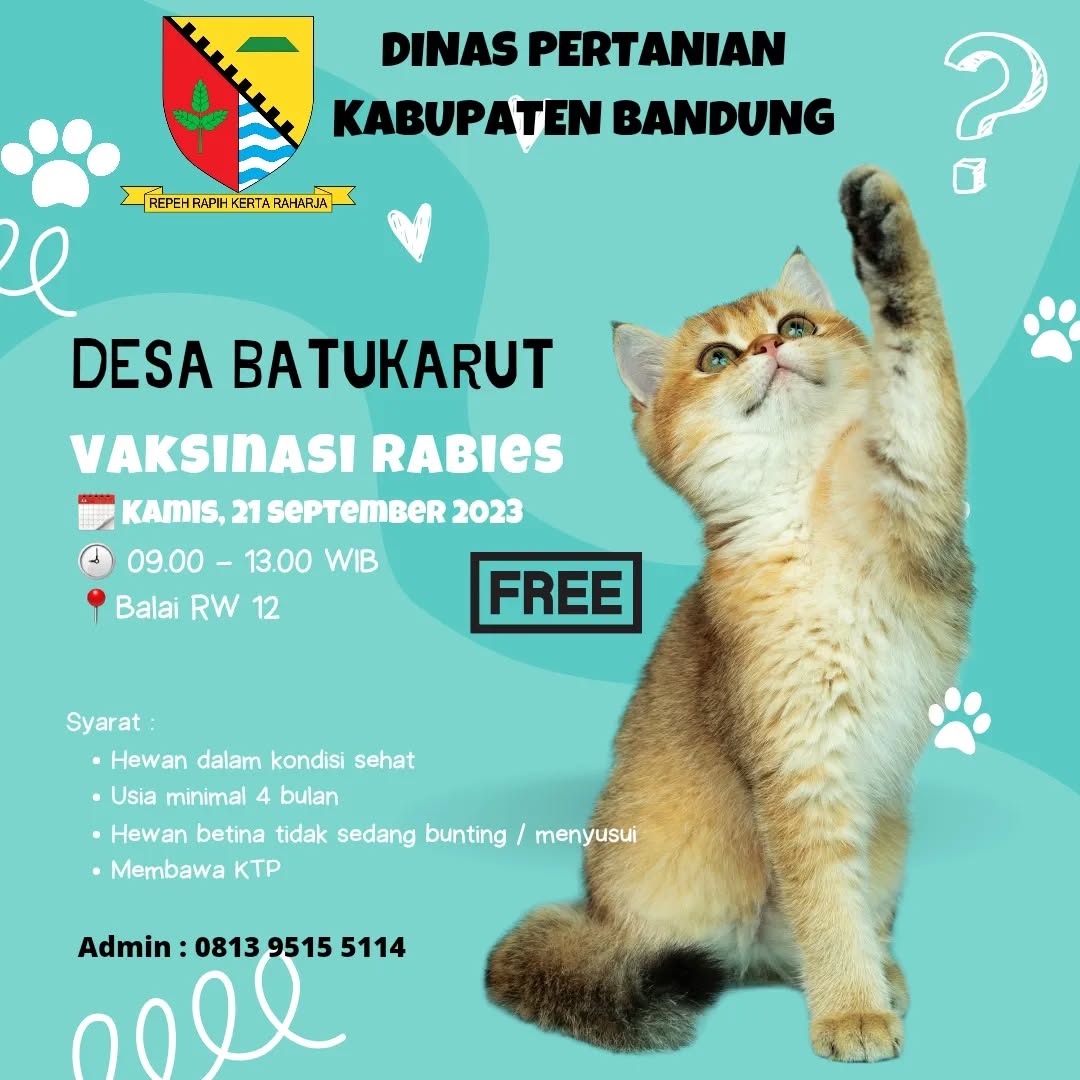 DINAS PERTANIAN
KABUPATEN BANDUNG
REPEH RAPIH KERTA RAHARJA
DESA BATUKARUT
VAKSINASI RABIES
KAMIS, 21 SEPTEMBER 2023
09.00 – 13.00 WIB
Balai RW 12
FREE
Syarat :
• Hewan dalam kondisi sehat
• Usia minimal 4 bulan
• Hewan betina tidak sedang bunting / menyusui
• Membawa KTP
Admin : 0813 9515 5114